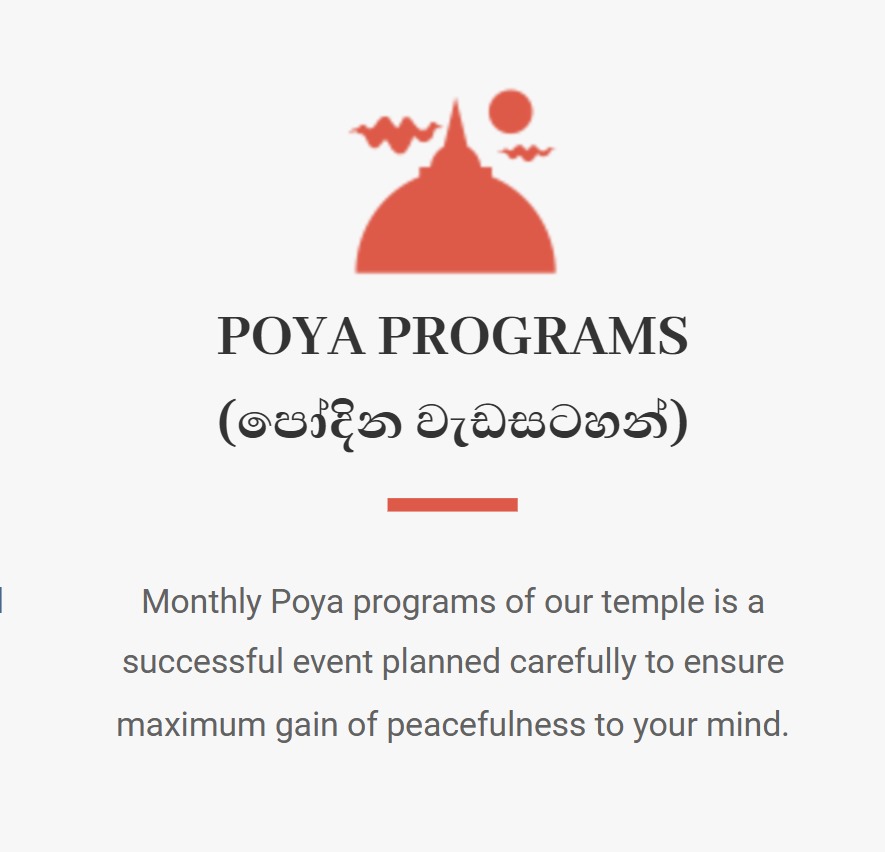 POYA PROGRAMS
(පෝදින වැඩසටහන්)
Monthly Poya programs of our temple is a
successful event planned carefully to ensure
maximum gain of peacefulness to your mind.